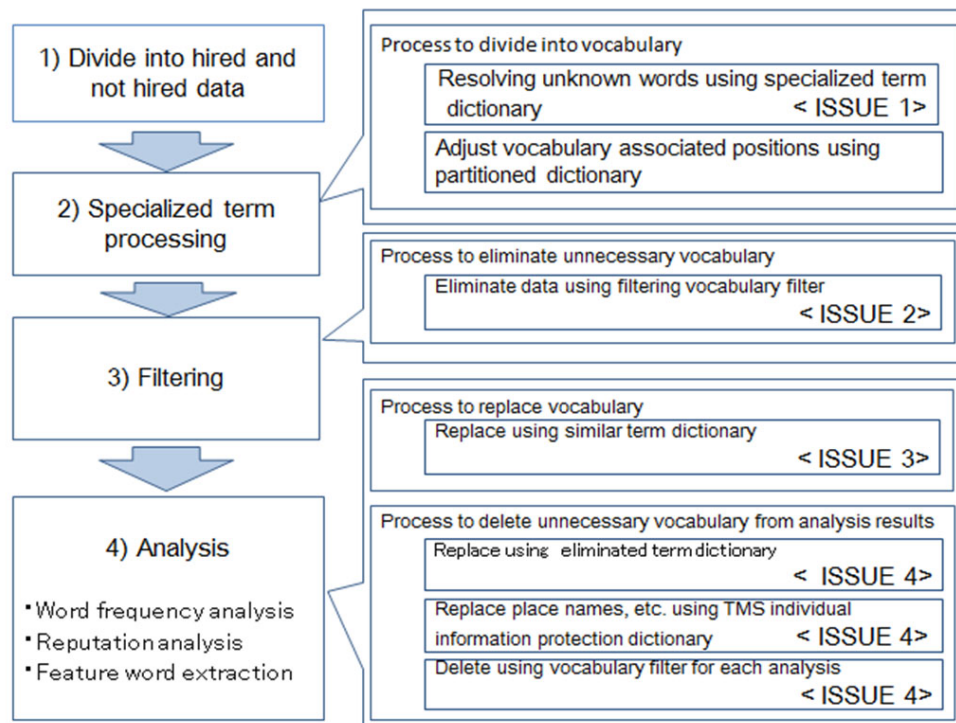 1) Divide into hired and
not hired data
2) Specialized term
processing
3) Filtering
4) Analysis
・Word frequency analysis
・Reputation analysis
・Feature word extraction
Process to divide into vocabulary
Resolving unknown words using specialized term
dictionary < ISSUE 1>
Adjust vocabulary associated positions using
partitioned dictionary
Process to eliminate unnecessary vocabulary
Eliminate data using filtering vocabulary filter
< ISSUE 2>
Process to replace vocabulary
Replace using similar term dictionary
< ISSUE 3>
Process to delete unnecessary vocabulary from analysis results
Replace using eliminated term dictionary
< ISSUE 4>
Replace place names, etc. using TMS individual
information protection dictionary < ISSUE 4>
Delete using vocabulary filter for each analysis
< ISSUE 4>